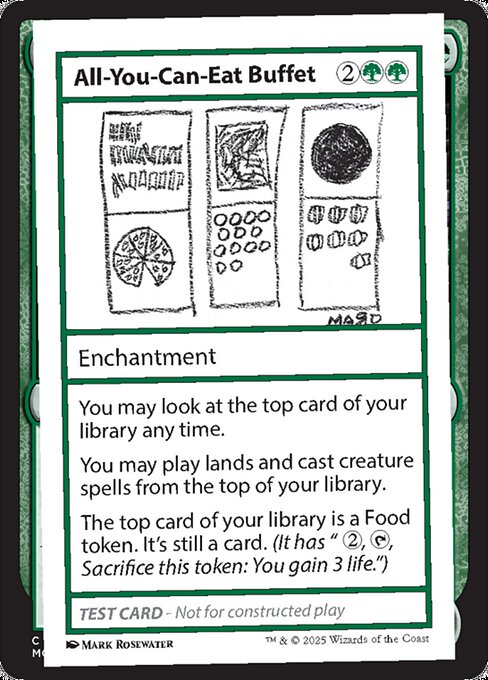 All-You-Can-Eat Buffet 2
MARO
Enchantment
You may look at the top card of your
library any time.
You may play lands and cast creature
spells from the top of your library.
The top card of your library is a Food
token. It's still a card. (It has “ 2, ,
Sacrifice this token: You gain 3 life.”)
TEST CARD - Not for constructed play
C
MARK ROSEWATER
™ & © 2025 Wizards of the Coast